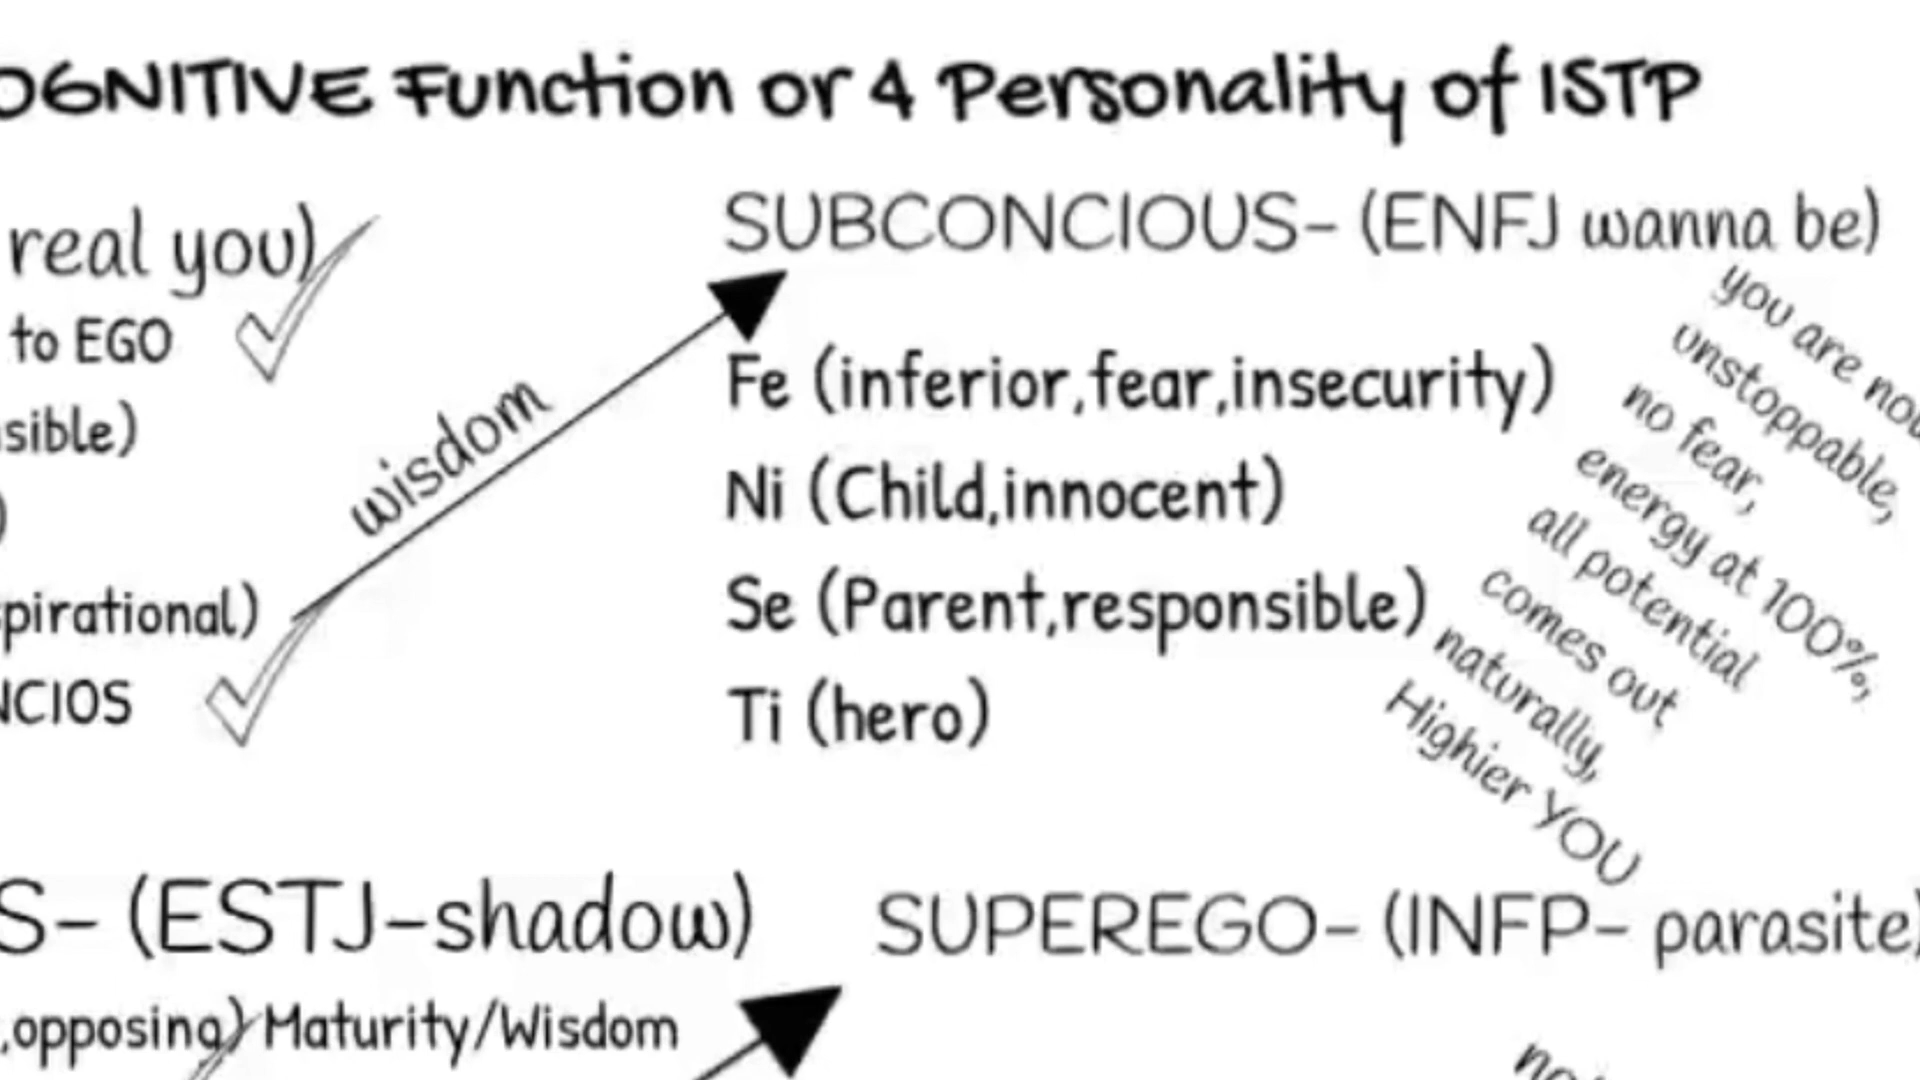 OGNITIVE Function or 4 Personality of ISTP
real you)
to EGO
sible)
)
pirational)
NCIOS
wisdom
SUBCONCIOUS- (ENFJ wanna be)
Fe (inferior,fear,insecurity)
Ni (Child,innocent)
Se (Parent,responsible)
Ti (hero)
you are
unstoppable,
no fear,
energy at 100%,
all potential
comes out
naturally,
Highier YOU
S- (ESTJ-shadow)
,opposing) Maturity/Wisdom
SUPEREGO- (INFP- parasite)